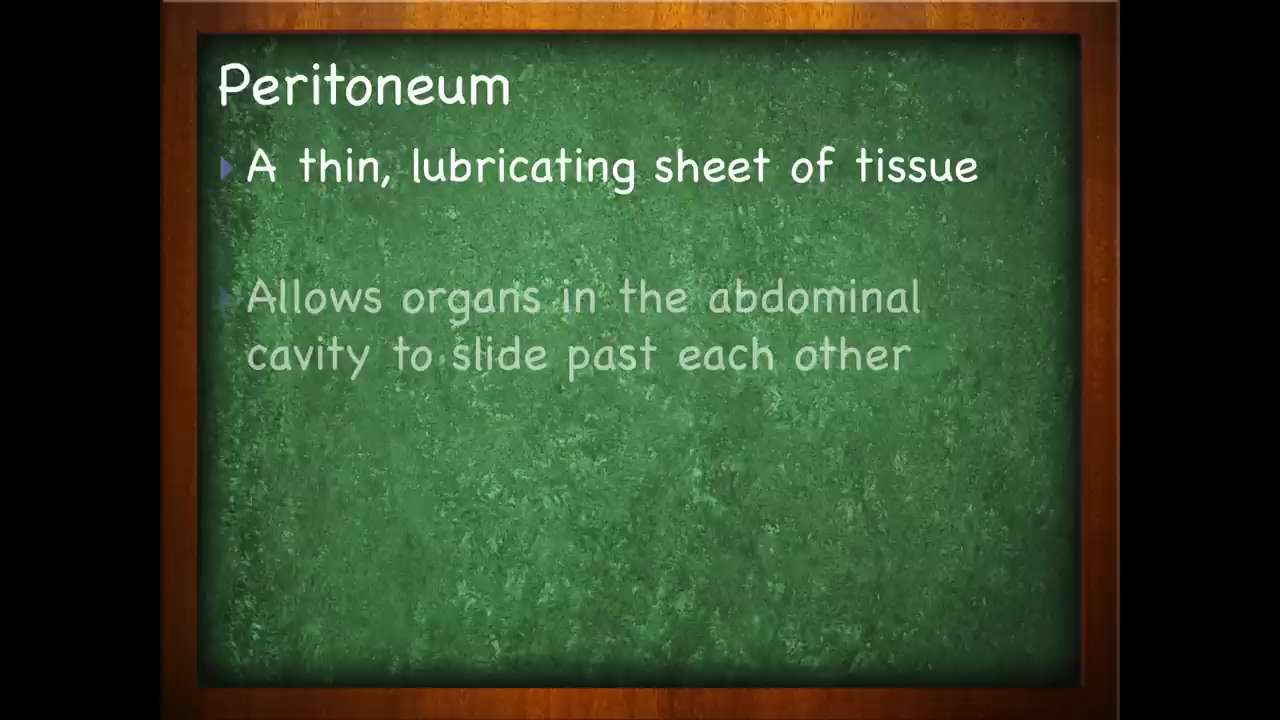 Peritoneum
A thin, lubricating sheet of tissue
Allows organs in the abdominal
cavity to slide past each other